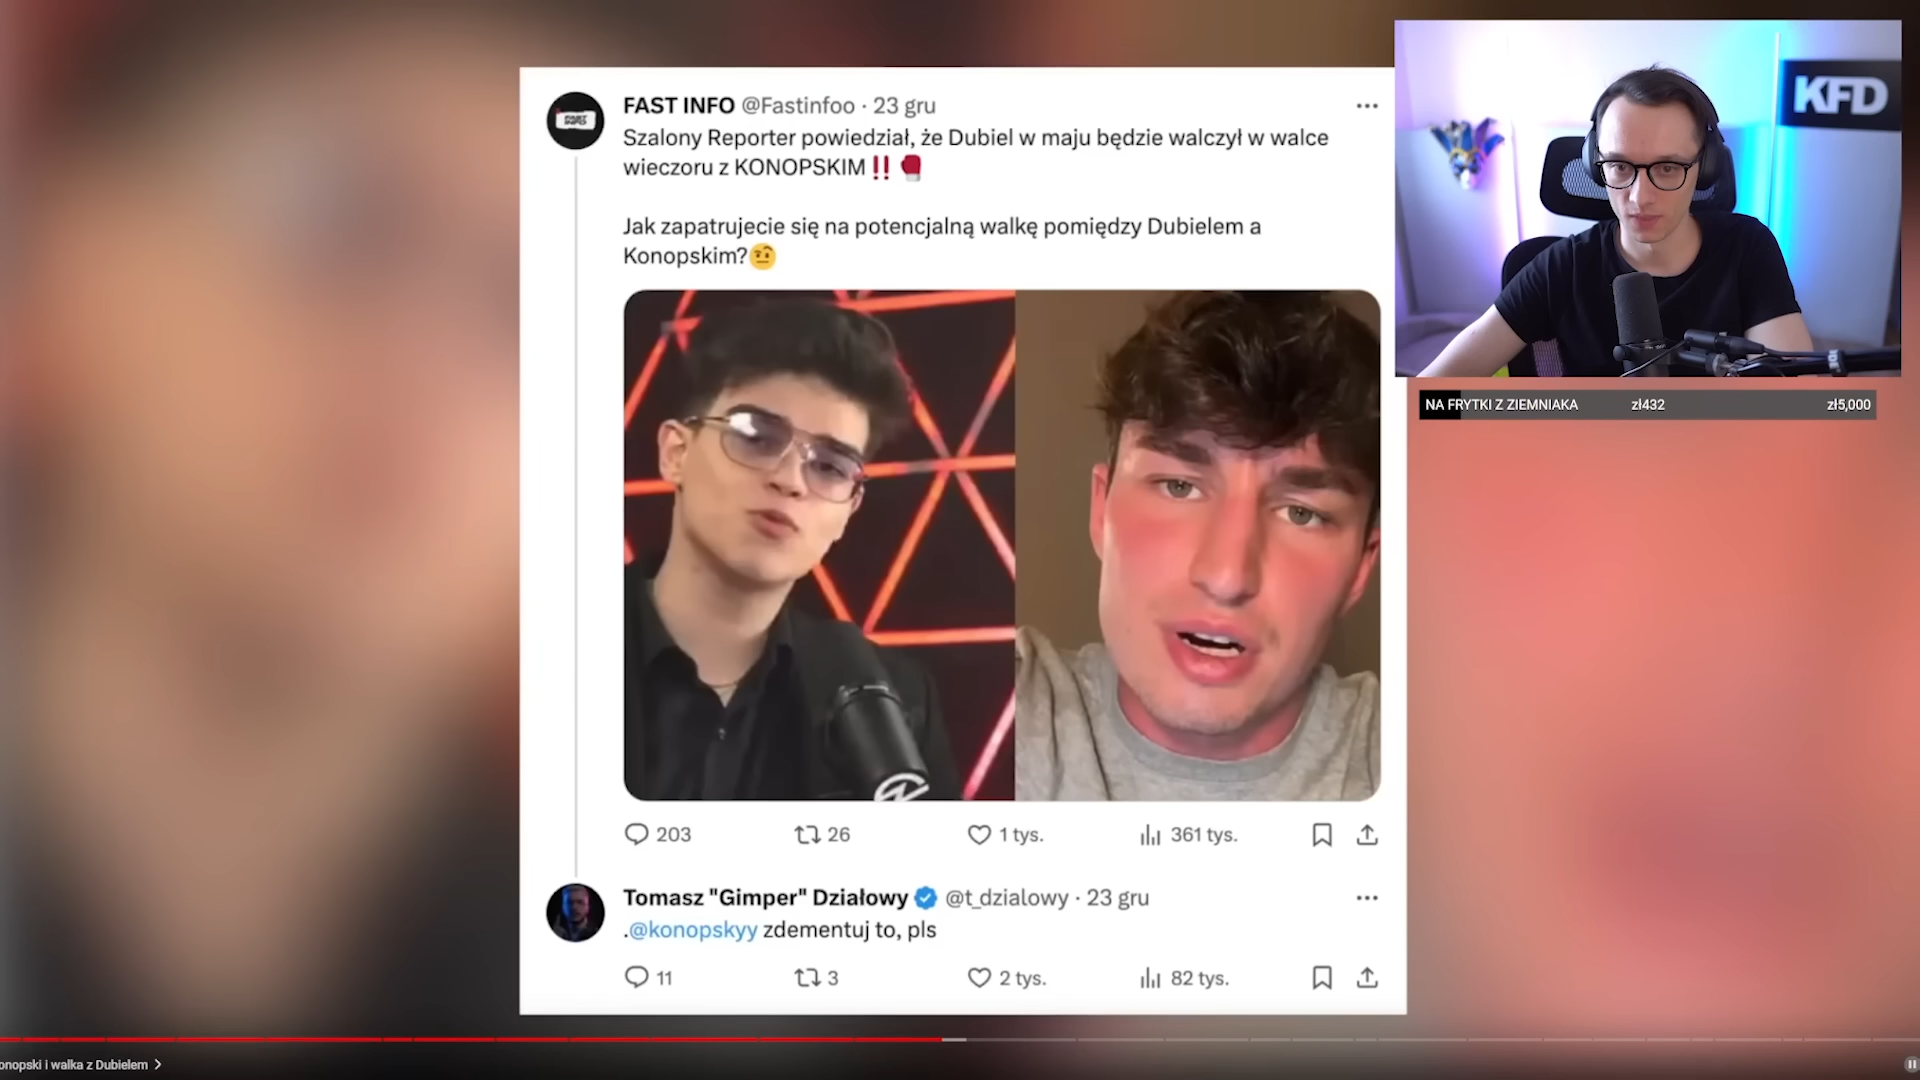 FAST INFO @Fastinfoo · 23 gru
Szalony Reporter powiedział, że Dubiel w maju będzie walczył w walce
wieczoru z KONOPSKIM‼️🥊
Jak zapatrujecie się na potencjalną walkę pomiędzy Dubielem a
Konopskim?🤨
203 26 1 tys. 361 tys.
Tomasz "Gimper" Działowy @t_dzialowy · 23 gru
.@konopskyy zdementuj to, pls
11 3 2 tys. 82 tys.
KFD
NA FRYTKI Z ZIEMNIAKA zł432 zł5,000
onopski i walka z Dubielem